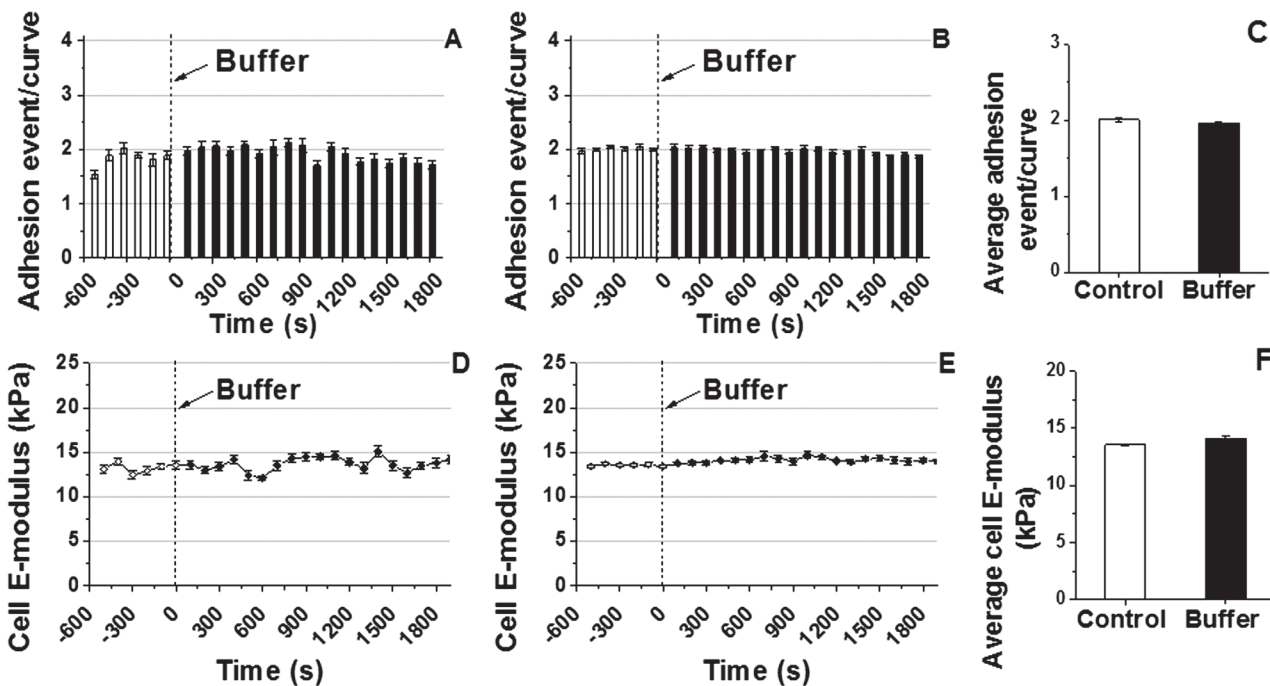 A
Adhesion event/curve
4
3
2
1
0
Buffer
-600
-300
0
300
600
900
1200
1500
1800
Time (s)
B
Adhesion event/curve
4
3
2
1
0
Buffer
-600
-300
0
300
600
900
1200
1500
1800
Time (s)
C
Average adhesion
event/curve
3
2
1
0
Control
Buffer
D
Cell E-modulus (kPa)
25
20
15
10
5
0
Buffer
-600
-300
0
300
600
900
1200
1500
1800
Time (s)
E
Cell E-modulus (kPa)
25
20
15
10
5
0
Buffer
-600
-300
0
300
600
900
1200
1500
1800
Time (s)
F
Average cell E-modulus
(kPa)
20
15
10
5
0
Control
Buffer